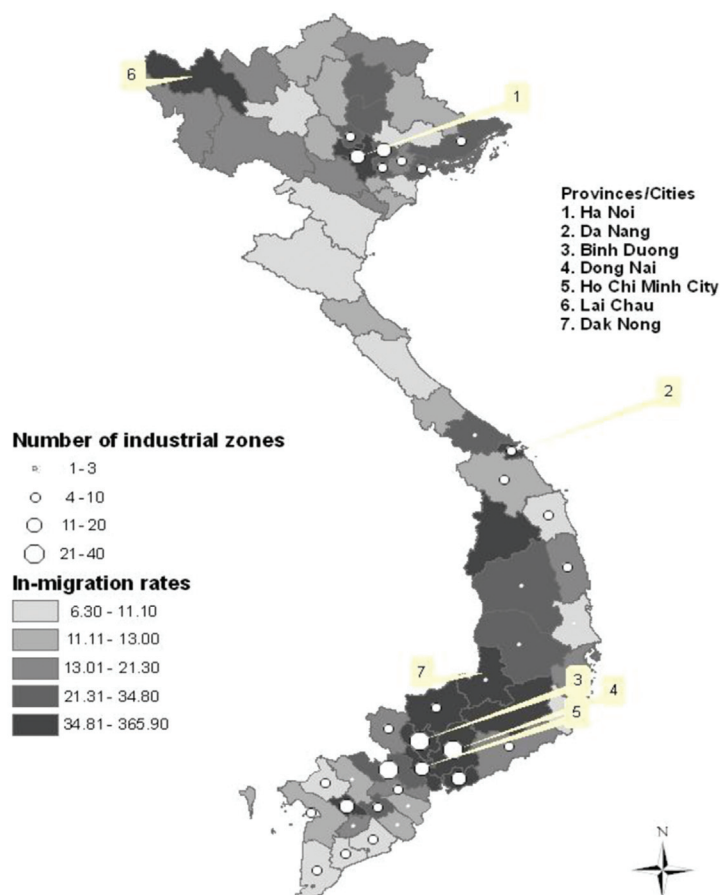 6
1
Provinces/Cities
1. Ha Noi
2. Da Nang
3. Binh Duong
4. Dong Nai
5. Ho Chi Minh City
6. Lai Chau
7. Dak Nong
2
Number of industrial zones
1 - 3
4 - 10
11 - 20
21 - 40
In-migration rates
6.30 - 11.10
11.11 - 13.00
13.01 - 21.30
21.31 - 34.80
34.81 - 365.90
7
3
4
5
N